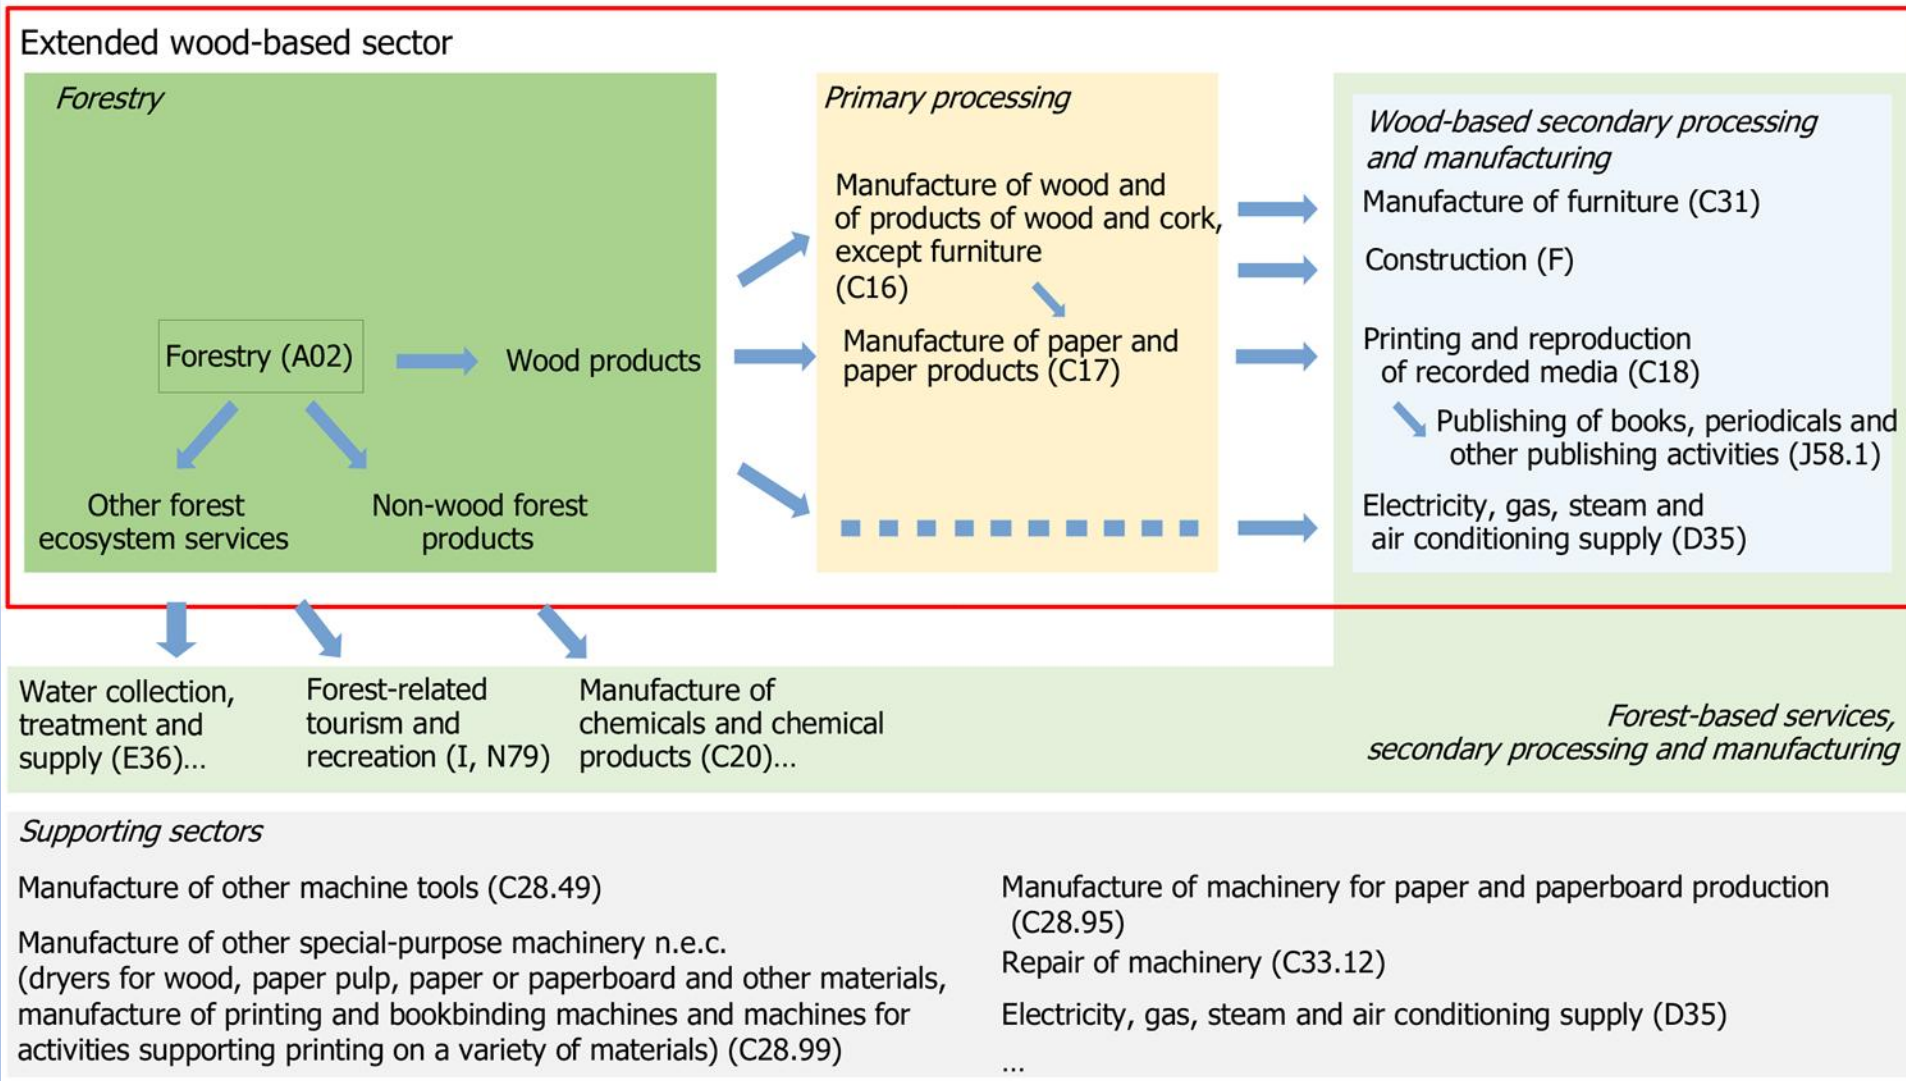 Extended wood-based sector
Forestry
Forestry (A02)
Wood products
Other forest
ecosystem services
Non-wood forest
products
Primary processing
Manufacture of wood and
of products of wood and cork,
except furniture
(C16)
Manufacture of paper and
paper products (C17)
Wood-based secondary processing
and manufacturing
Manufacture of furniture (C31)
Construction (F)
Printing and reproduction
of recorded media (C18)
Publishing of books, periodicals and
other publishing activities (J58.1)
Electricity, gas, steam and
air conditioning supply (D35)
Water collection,
treatment and
supply (E36)...
Forest-related
tourism and
recreation (I, N79)
Manufacture of
chemicals and chemical
products (C20)...
Forest-based services,
secondary processing and manufacturing
Supporting sectors
Manufacture of other machine tools (C28.49)
Manufacture of other special-purpose machinery n.e.c.
(dryers for wood, paper pulp, paper or paperboard and other materials,
manufacture of printing and bookbinding machines and machines for
activities supporting printing on a variety of materials) (C28.99)
Manufacture of machinery for paper and paperboard production
(C28.95)
Repair of machinery (C33.12)
Electricity, gas, steam and air conditioning supply (D35)
...